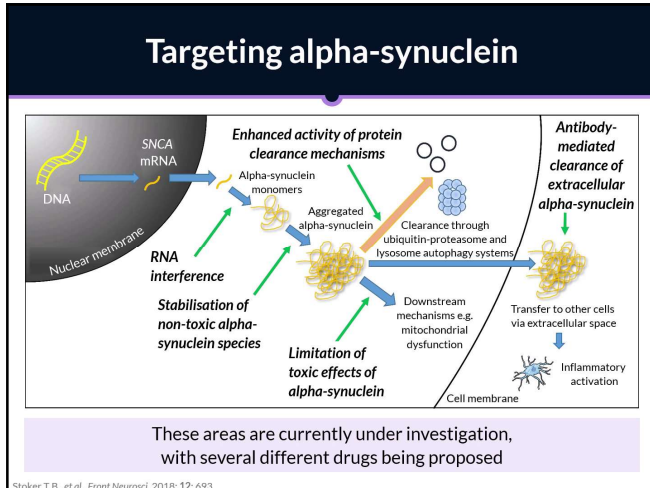 Targeting alpha-synuclein
DNA
SNCA
mRNA
Nuclear membrane
Enhanced activity of protein
clearance mechanisms
Alpha-synuclein
monomers
Aggregated
alpha-synuclein
RNA
interference
Stabilisation of
non-toxic alpha-
synuclein species
Limitation of
toxic effects of
alpha-synuclein
Clearance through
ubiquitin-proteasome and
lysosome autophagy systems
Downstream
mechanisms e.g.
mitochondrial
dysfunction
Antibody-
mediated
clearance of
extracellular
alpha-synuclein
Transfer to other cells
via extracellular space
Inflammatory
activation
Cell membrane
These areas are currently under investigation,
with several different drugs being proposed
Stoker T.B., et al., Front Neurosci, 2018; 12: 693